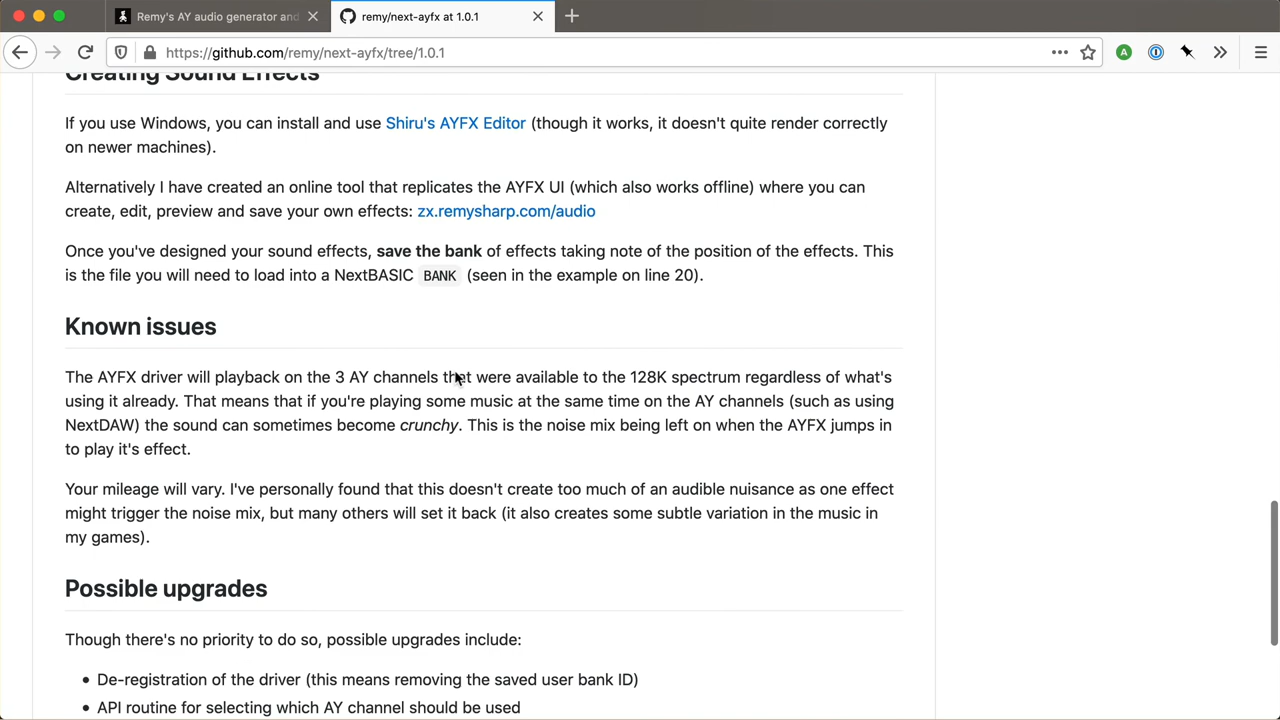 Remy's AY audio generator and
remy/next-ayfx at 1.0.1
https://github.com/remy/next-ayfx/tree/1.0.1
Creating Sound Effects
If you use Windows, you can install and use Shiru's AYFX Editor (though it works, it doesn't quite render correctly
on newer machines).
Alternatively I have created an online tool that replicates the AYFX UI (which also works offline) where you can
create, edit, preview and save your own effects: zx.remysharp.com/audio
Once you've designed your sound effects, save the bank of effects taking note of the position of the effects. This
is the file you will need to load into a NextBASIC BANK (seen in the example on line 20).
Known issues
The AYFX driver will playback on the 3 AY channels that were available to the 128K spectrum regardless of what's
using it already. That means that if you're playing some music at the same time on the AY channels (such as using
NextDAW) the sound can sometimes become crunchy. This is the noise mix being left on when the AYFX jumps in
to play it's effect.
Your mileage will vary. I've personally found that this doesn't create too much of an audible nuisance as one effect
might trigger the noise mix, but many others will set it back (it also creates some subtle variation in the music in
my games).
Possible upgrades
Though there's no priority to do so, possible upgrades include:
• De-registration of the driver (this means removing the saved user bank ID)
• API routine for selecting which AY channel should be used